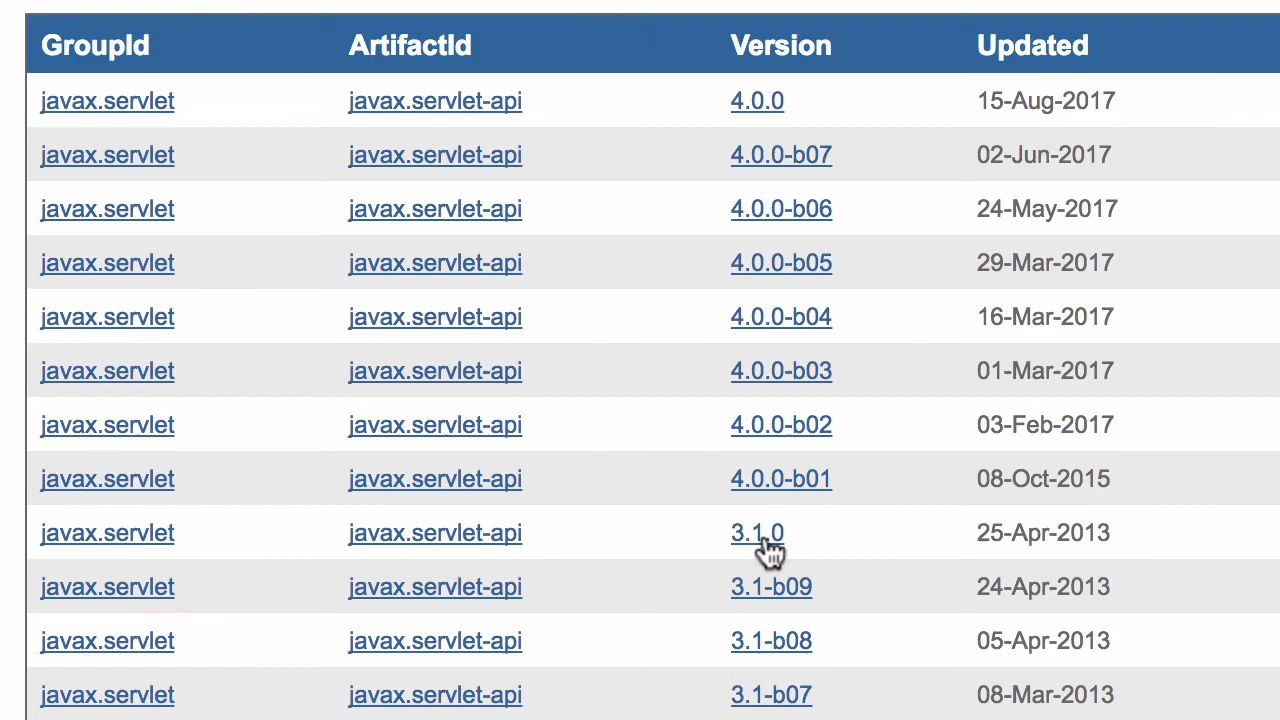 GroupId ArtifactId Version Updated
javax.servlet javax.servlet-api 4.0.0 15-Aug-2017
javax.servlet javax.servlet-api 4.0.0-b07 02-Jun-2017
javax.servlet javax.servlet-api 4.0.0-b06 24-May-2017
javax.servlet javax.servlet-api 4.0.0-b05 29-Mar-2017
javax.servlet javax.servlet-api 4.0.0-b04 16-Mar-2017
javax.servlet javax.servlet-api 4.0.0-b03 01-Mar-2017
javax.servlet javax.servlet-api 4.0.0-b02 03-Feb-2017
javax.servlet javax.servlet-api 4.0.0-b01 08-Oct-2015
javax.servlet javax.servlet-api 3.1.0 25-Apr-2013
javax.servlet javax.servlet-api 3.1-b09 24-Apr-2013
javax.servlet javax.servlet-api 3.1-b08 05-Apr-2013
javax.servlet javax.servlet-api 3.1-b07 08-Mar-2013